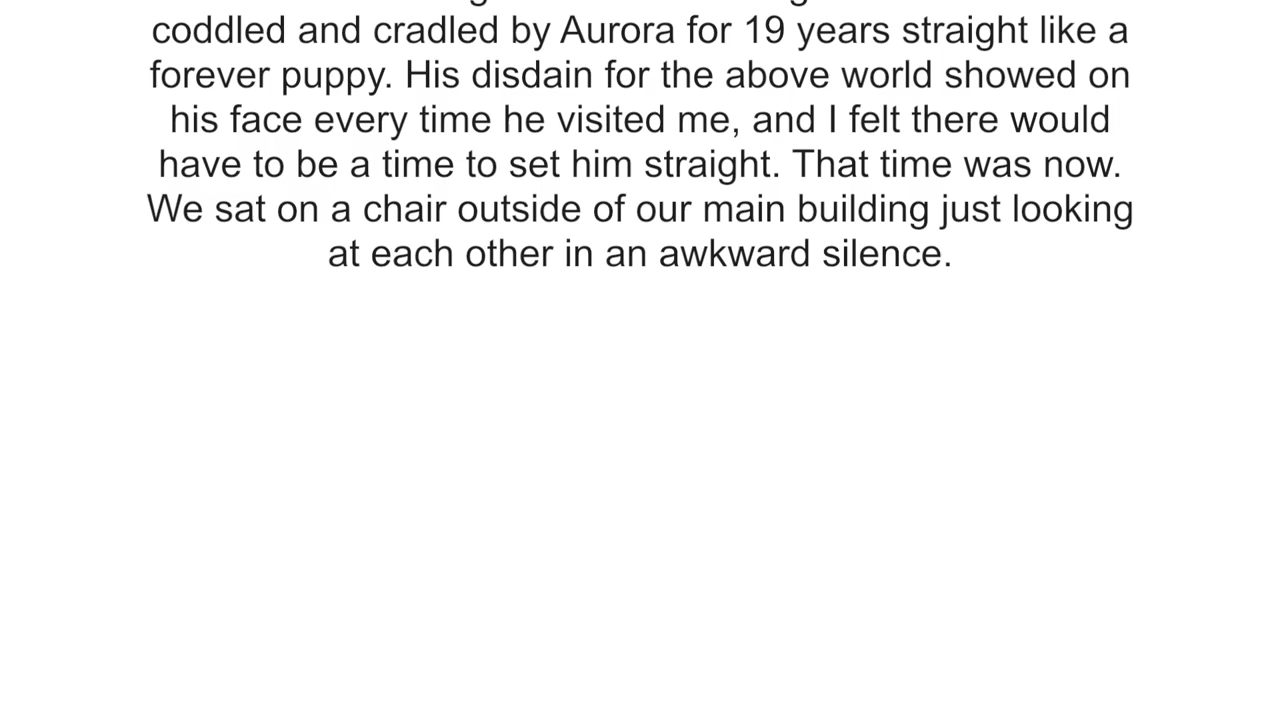 coddled and cradled by Aurora for 19 years straight like a
forever puppy. His disdain for the above world showed on
his face every time he visited me, and I felt there would
have to be a time to set him straight. That time was now.
We sat on a chair outside of our main building just looking
at each other in an awkward silence.